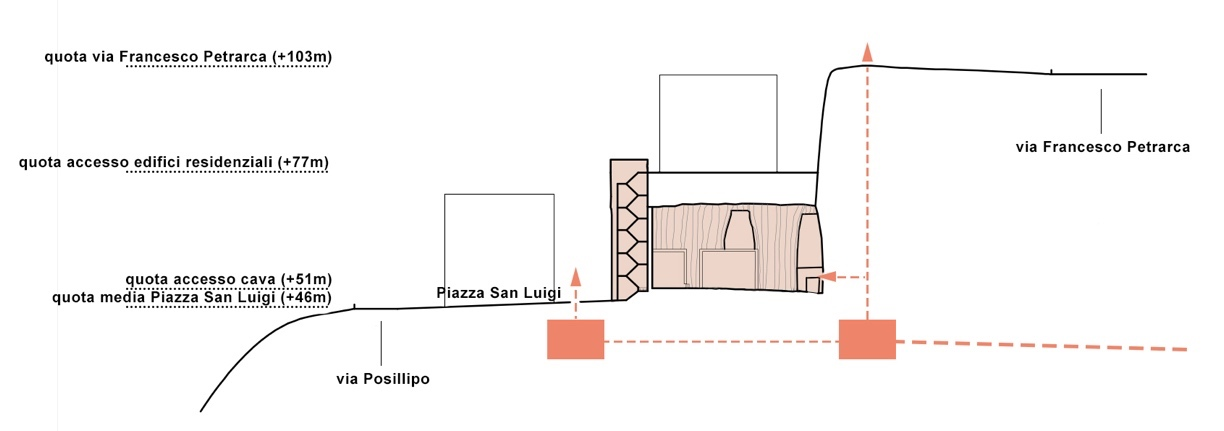 quota via Francesco Petrarca (+103m)
via Francesco Petrarca
quota accesso edifici residenziali (+77m)
quota accesso cava (+51m)
Piazza San Luigi
quota media Piazza San Luigi (+46m)
via Posillipo